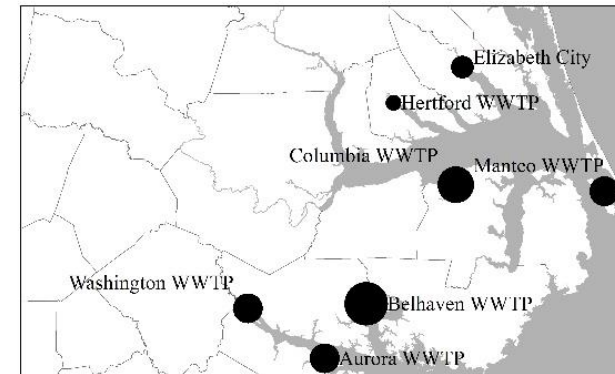 Elizabeth City
Hertford WWTP
Columbia WWTP
Manteo WWTP
Washington WWTP
Belhaven WWTP
Aurora WWTP